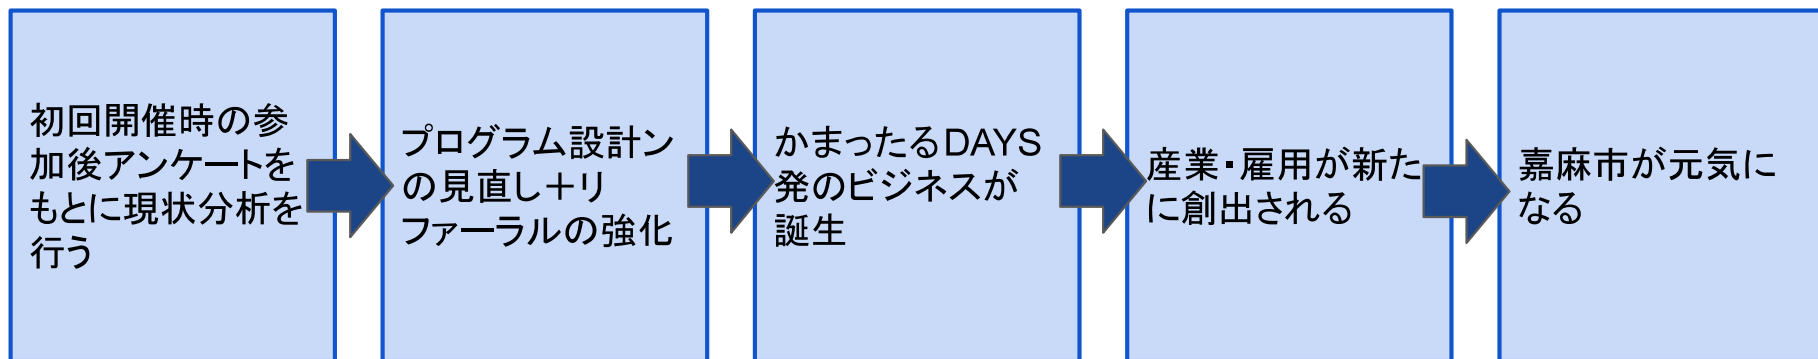 初回開催時の参
加後アンケートを
もとに現状分析を
行う
プログラム設計ン
の見直し＋リ
ファーラルの強化
かまったるDAYS
発のビジネスが
誕生
産業・雇用が新た
に創出される
嘉麻市が元気に
なる